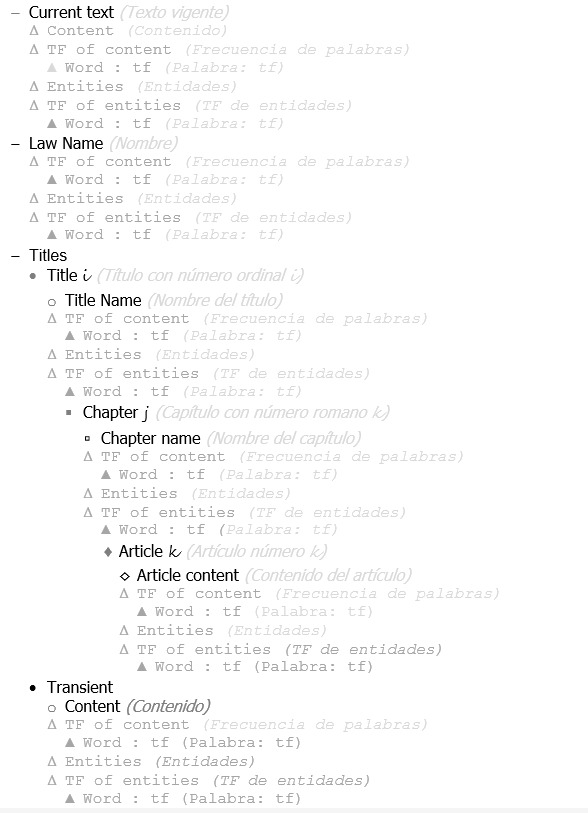 – Current text (Texto vigente)
Δ Content (Contenido)
Δ TF of content (Frecuencia de palabras)
▲ Word : tf (Palabra: tf)
Δ Entities (Entidades)
Δ TF of entities (TF de entidades)
▲ Word : tf (Palabra: tf)
– Law Name (Nombre)
Δ TF of content (Frecuencia de palabras)
▲ Word : tf (Palabra: tf)
Δ Entities (Entidades)
Δ TF of entities (TF de entidades)
▲ Word : tf (Palabra: tf)
– Titles
• Title i (Título con número ordinal i)
o Title Name (Nombre del título)
Δ TF of content (Frecuencia de palabras)
▲ Word : tf (Palabra: tf)
Δ Entities (Entidades)
Δ TF of entities (TF de entidades)
▲ Word : tf (Palabra: tf)
▪ Chapter j (Capítulo con número romano k)
▫ Chapter name (Nombre del capítulo)
Δ TF of content (Frecuencia de palabras)
▲ Word : tf (Palabra: tf)
Δ Entities (Entidades)
Δ TF of entities (TF de entidades)
▲ Word : tf (Palabra: tf)
♦ Article k (Artículo número k)
◇ Article content (Contenido del artículo)
Δ TF of content (Frecuencia de palabras)
▲ Word : tf (Palabra: tf)
Δ Entities (Entidades)
Δ TF of entities (TF de entidades)
▲ Word : tf (Palabra: tf)
• Transient
o Content (Contenido)
Δ TF of content (Frecuencia de palabras)
▲ Word : tf (Palabra: tf)
Δ Entities (Entidades)
Δ TF of entities (TF de entidades)
▲ Word : tf (Palabra: tf)